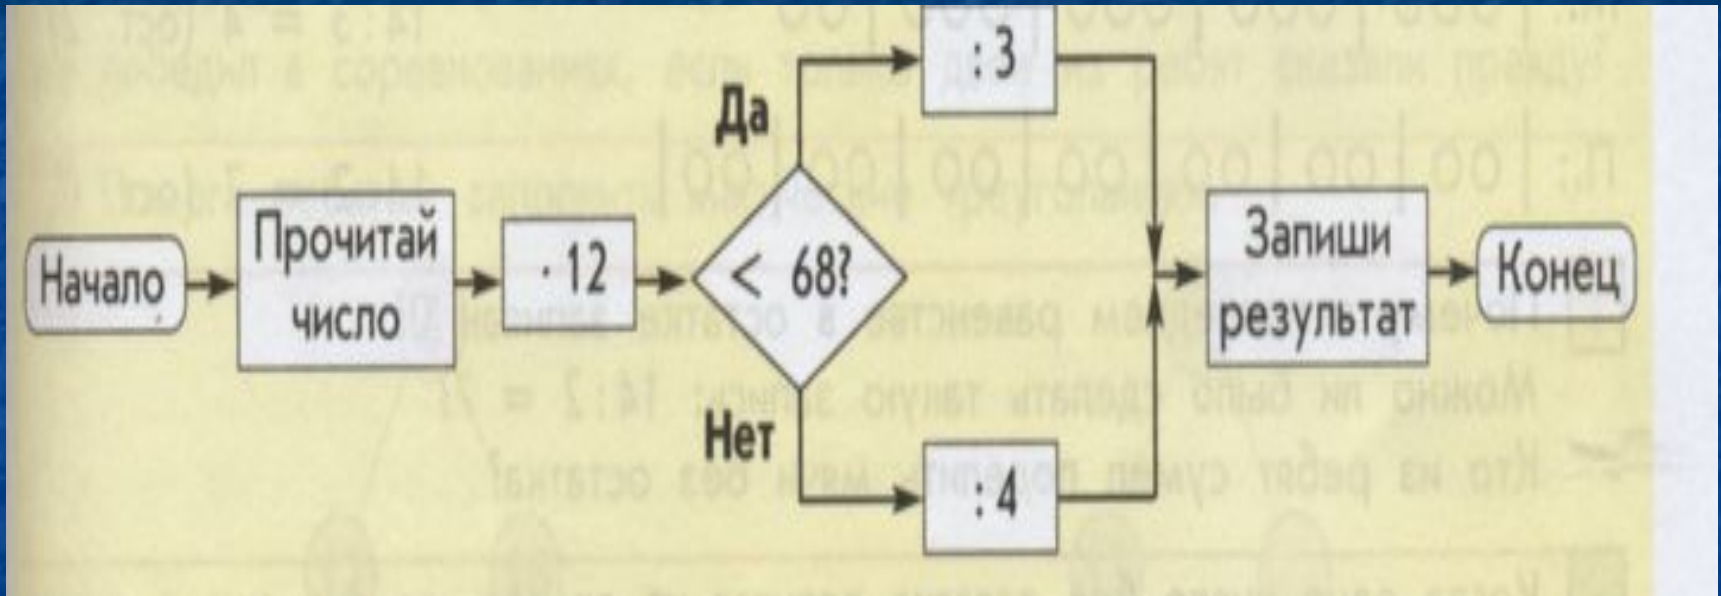 Начало
Прочитай
число
· 12
< 68?
Да
: 3
Нет
: 4
Запиши
результат
Конец